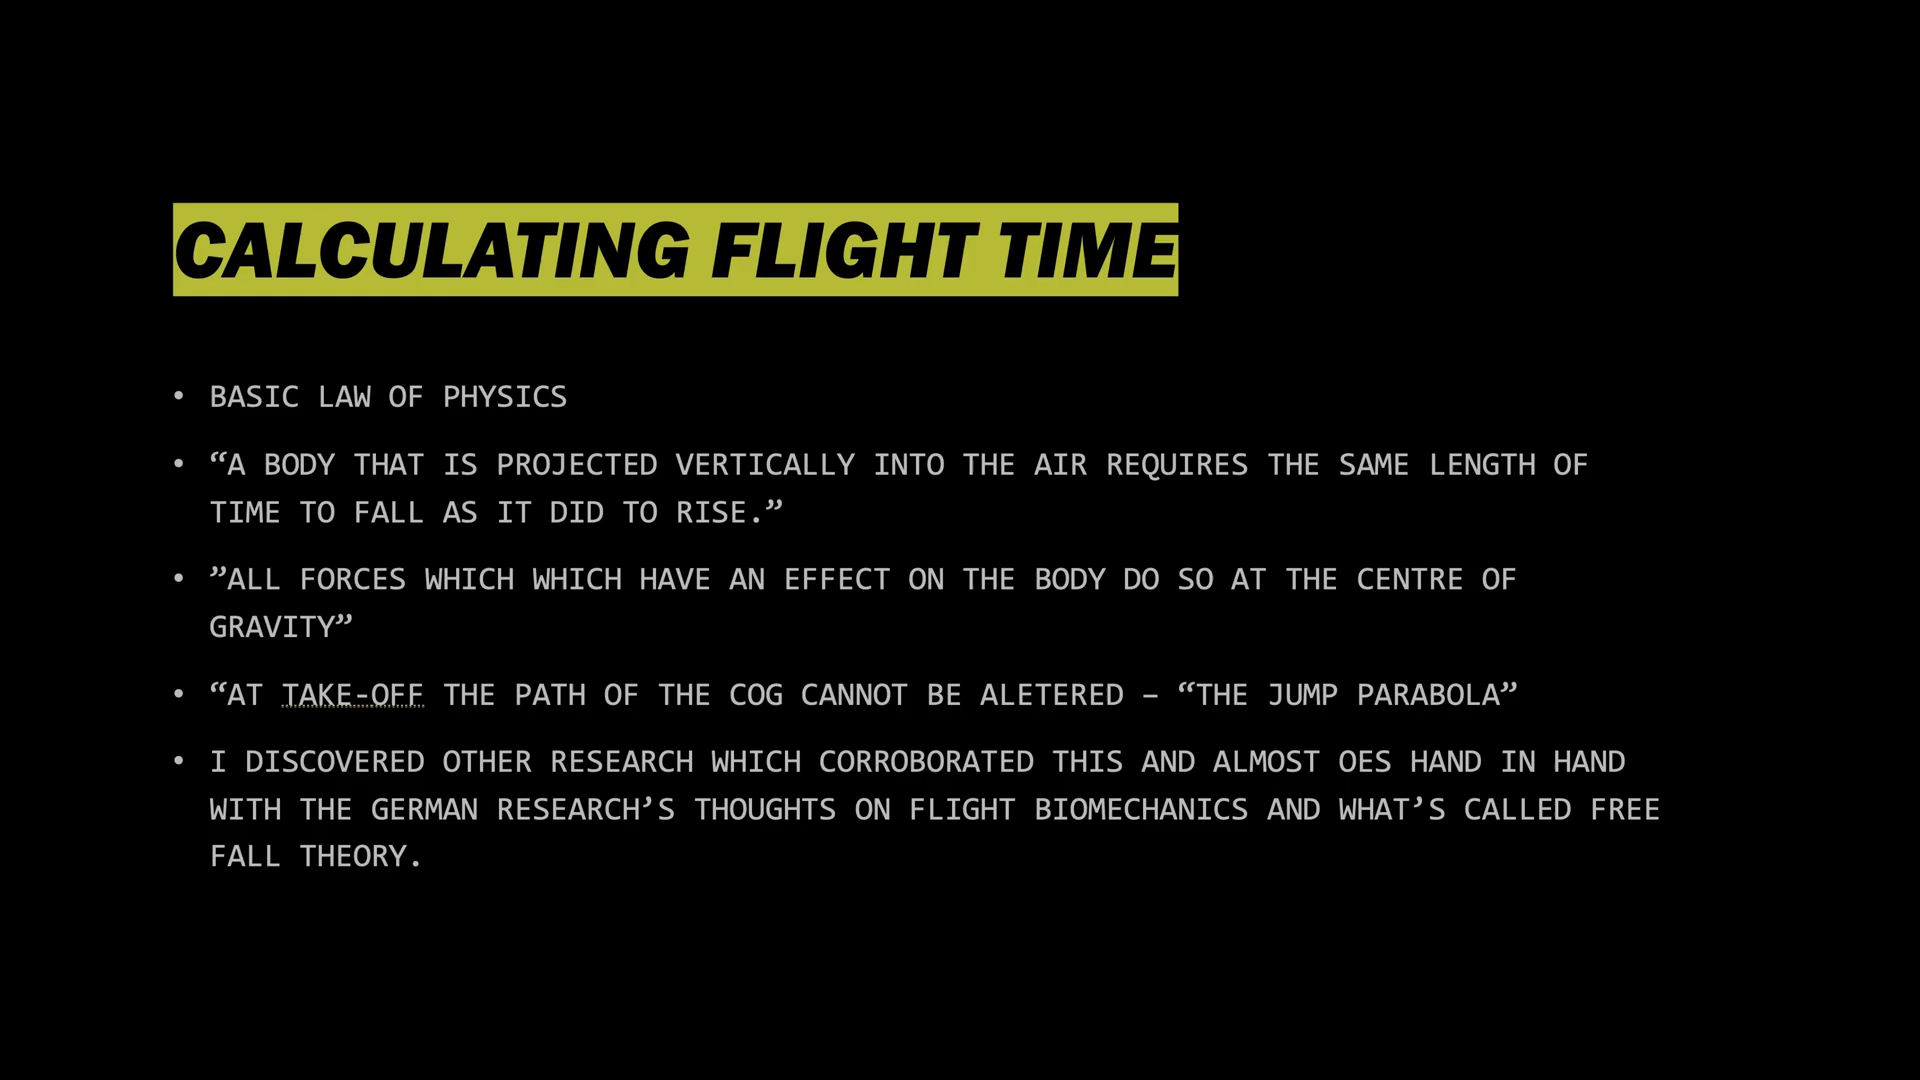 CALCULATING FLIGHT TIME
• BASIC LAW OF PHYSICS
• “A BODY THAT IS PROJECTED VERTICALLY INTO THE AIR REQUIRES THE SAME LENGTH OF
TIME TO FALL AS IT DID TO RISE.”
• ”ALL FORCES WHICH WHICH HAVE AN EFFECT ON THE BODY DO SO AT THE CENTRE OF
GRAVITY”
• “AT TAKE-OFF THE PATH OF THE COG CANNOT BE ALETERED – “THE JUMP PARABOLA”
• I DISCOVERED OTHER RESEARCH WHICH CORROBORATED THIS AND ALMOST OES HAND IN HAND
WITH THE GERMAN RESEARCH’S THOUGHTS ON FLIGHT BIOMECHANICS AND WHAT’S CALLED FREE
FALL THEORY.